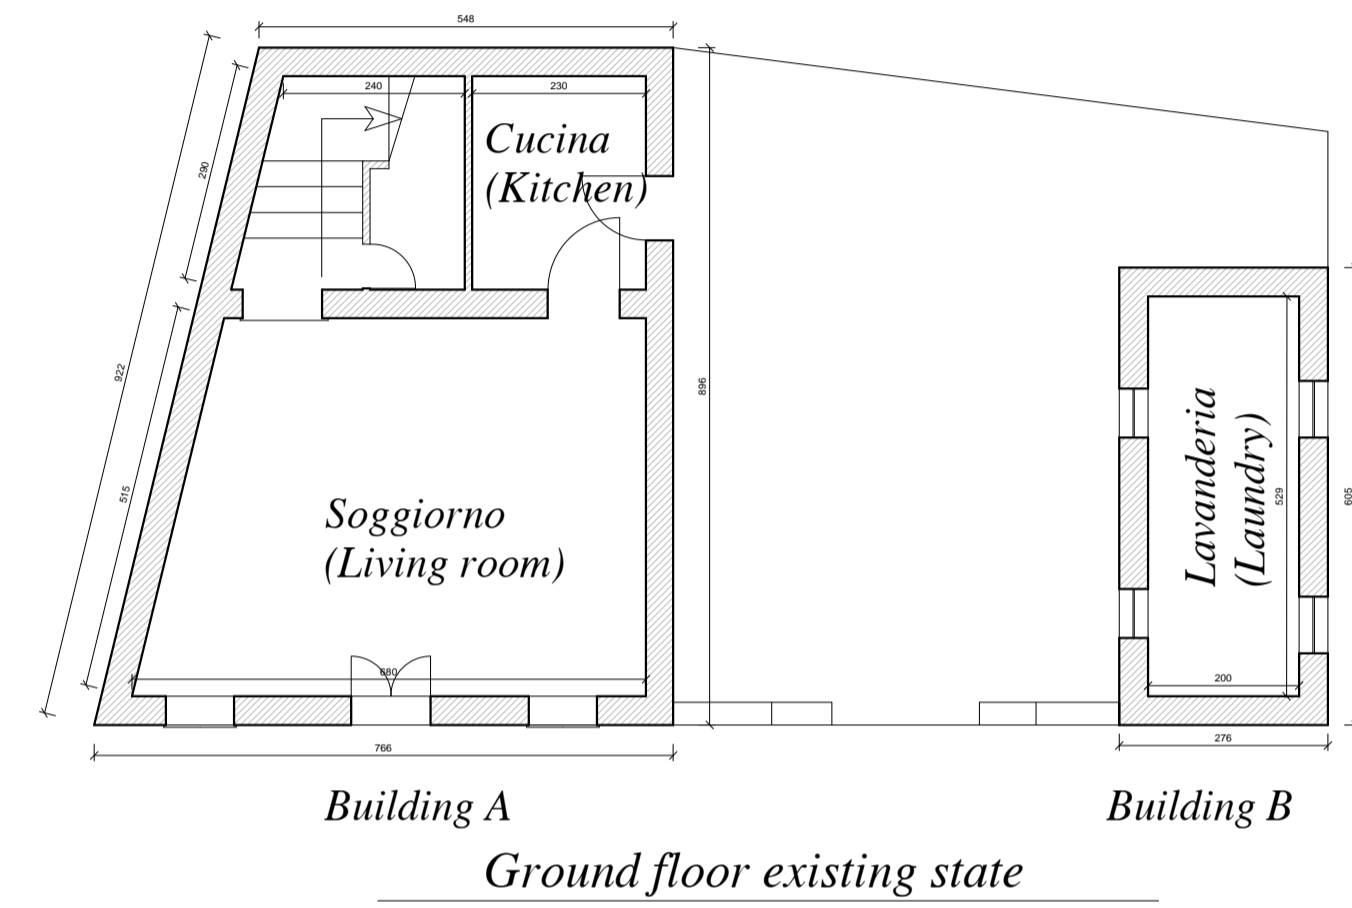 548
240
230
Cucina
(Kitchen)
290
922
896
515
Soggiorno
(Living room)
680
766
Lavanderia
(Laundry)
529
605
200
276
Building A
Building B
Ground floor existing state